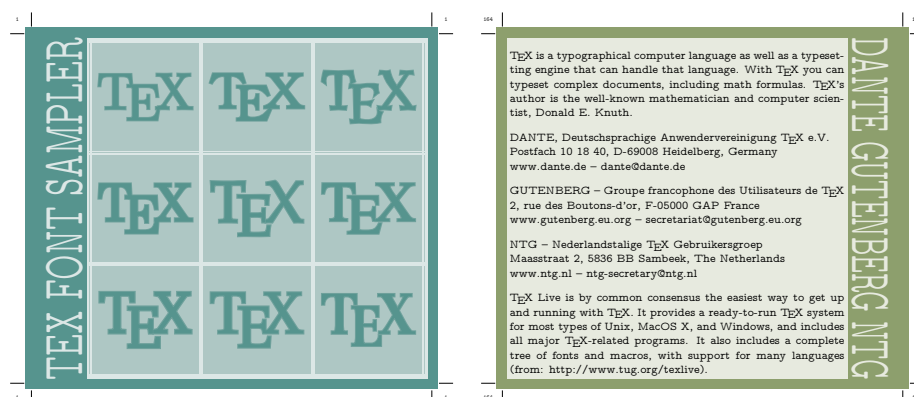 1
1
TEX FONT SAMPLER
TEX TEX TEX
TEX TEX TEX
TEX TEX TEX
1
1
164
TEX is a typographical computer language as well as a typeset-
ting engine that can handle that language. With TEX you can
typeset complex documents, including math formulas. TEX's
author is the well-known mathematician and computer scien-
tist, Donald E. Knuth.
DANTE, Deutschsprachige Anwendervereinigung TEX e.V.
Postfach 10 18 40, D-69008 Heidelberg, Germany
www.dante.de – dante@dante.de
GUTENBERG – Groupe francophone des Utilisateurs de TEX
2, rue des Boutons-d'or, F-05000 GAP France
www.gutenberg.eu.org – secretariat@gutenberg.eu.org
NTG – Nederlandstalige TEX Gebruikersgroep
Maasstraat 2, 5836 BB Sambeek, The Netherlands
www.ntg.nl – ntg-secretary@ntg.nl
TEX Live is by common consensus the easiest way to get up
and running with TEX. It provides a ready-to-run TEX system
for most types of Unix, MacOS X, and Windows, and includes
all major TEX-related programs. It also includes a complete
tree of fonts and macros, with support for many languages
(from: http://www.tug.org/texlive).
DANTE GUTENBERG NTG